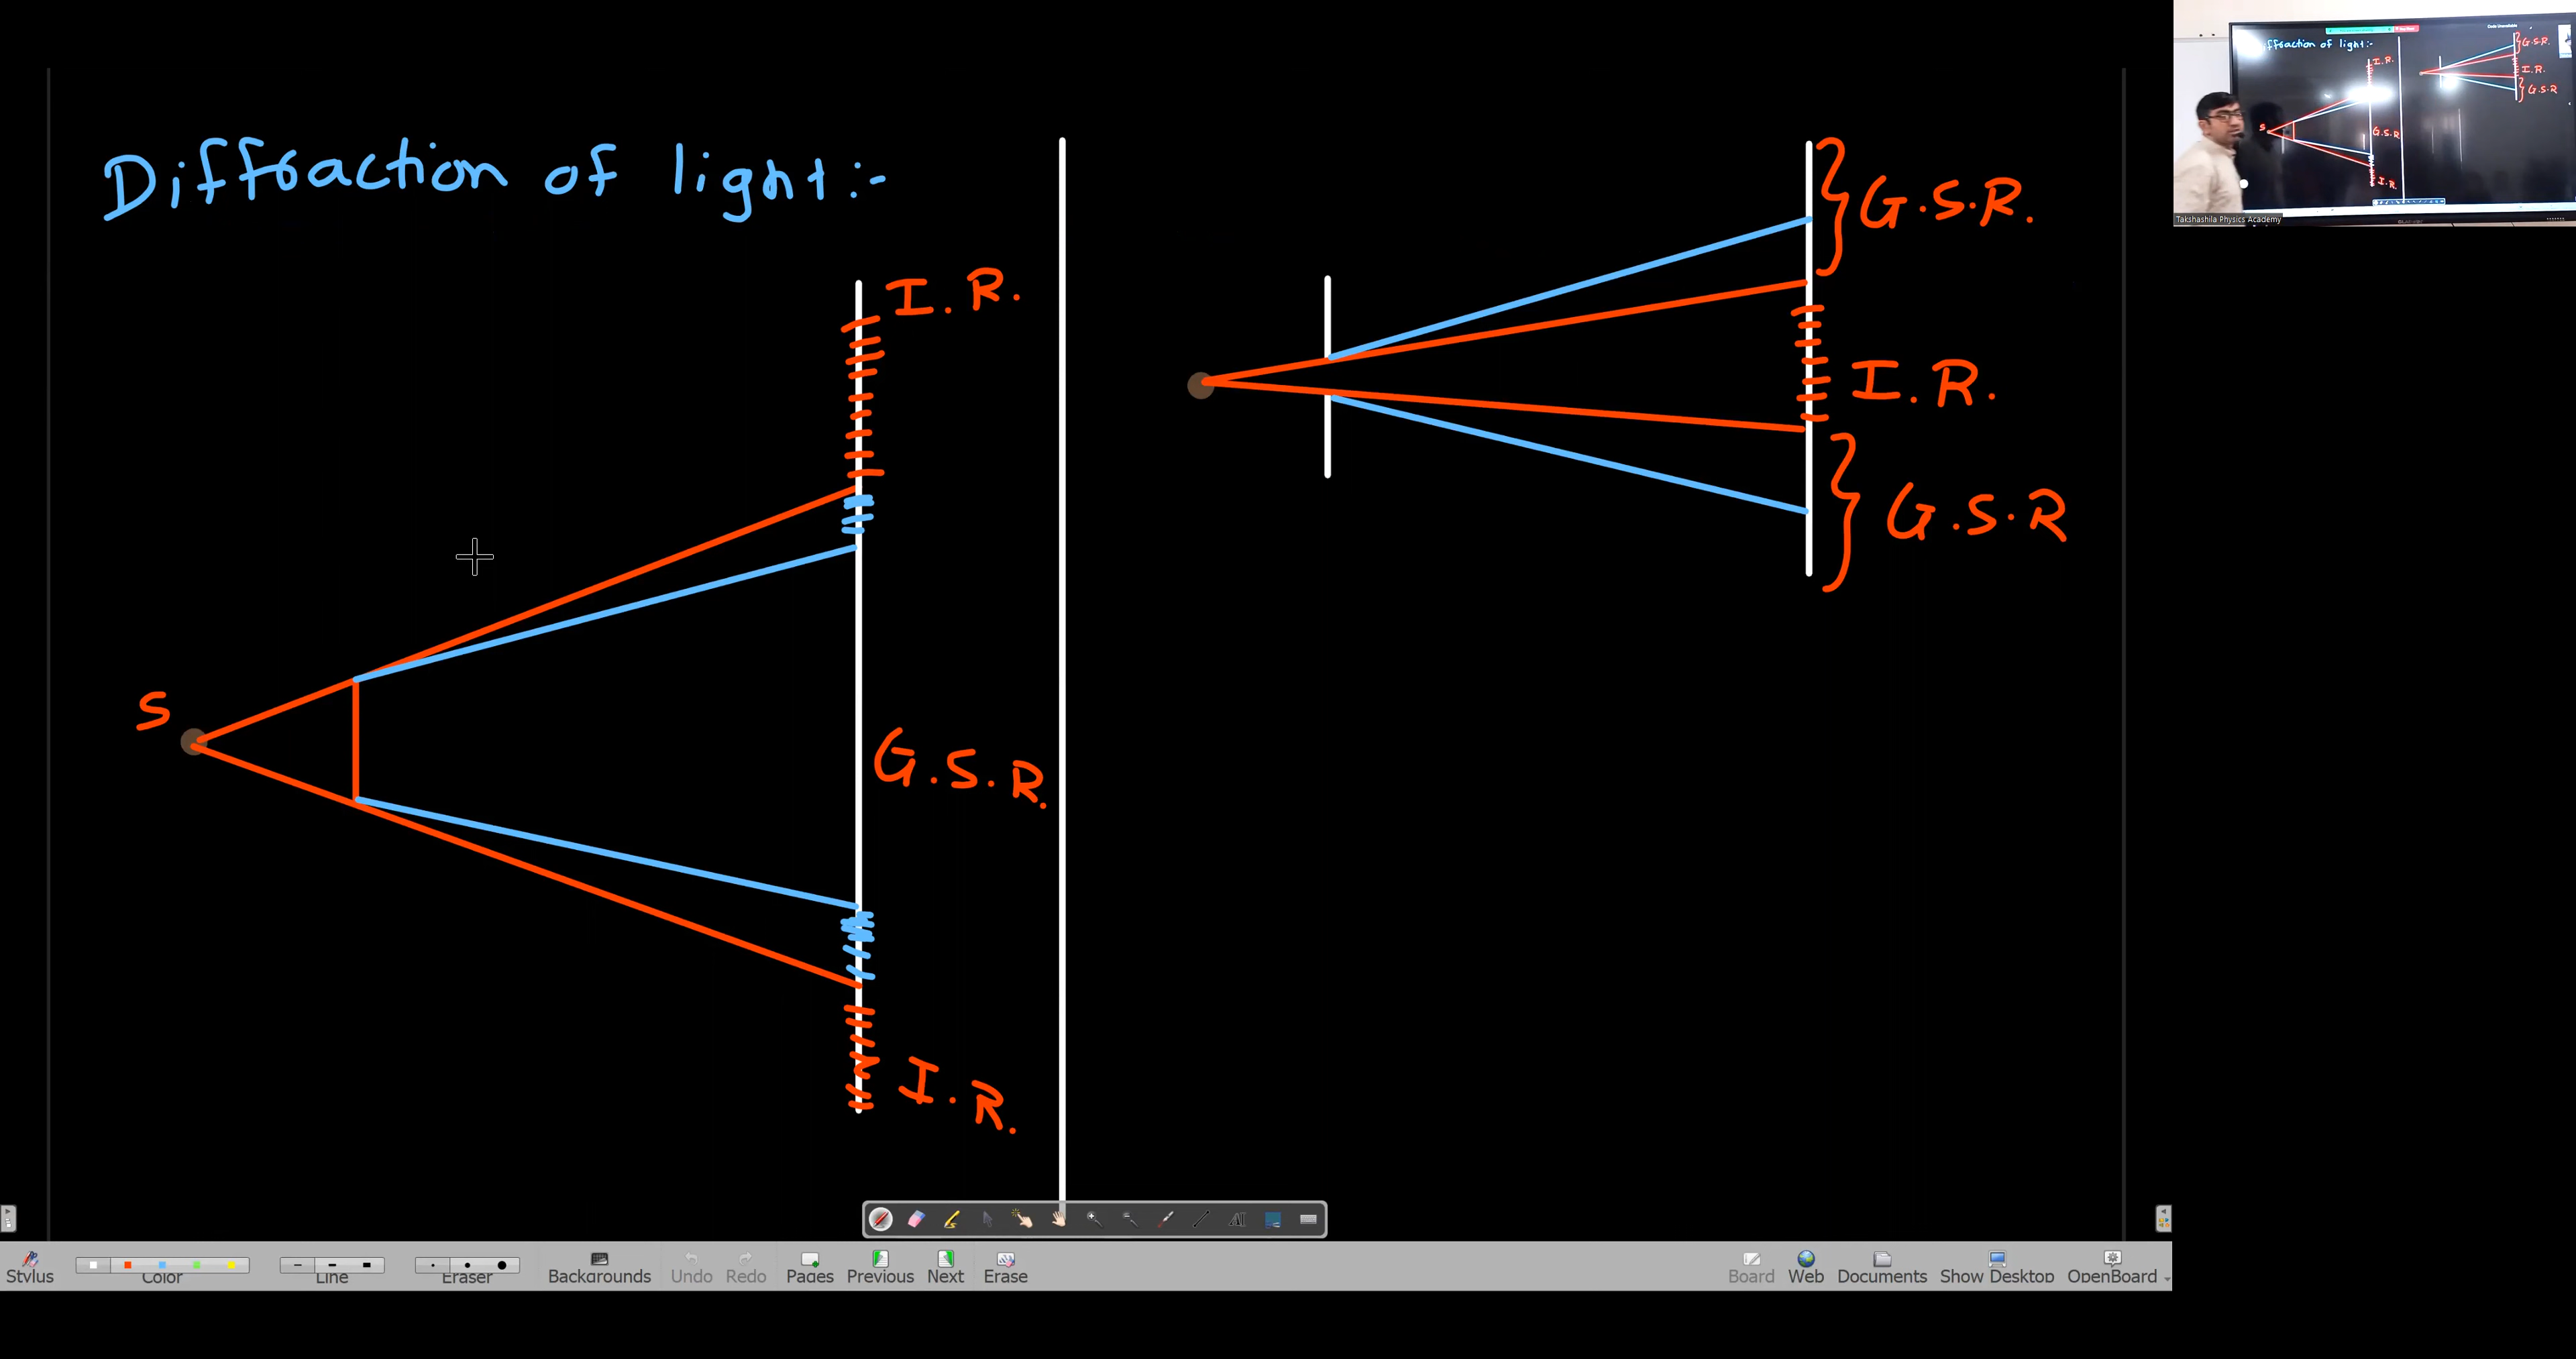 Diffraction of light:-
I.R.
S
G.S.R.
I.R.
G.S.R.
I.R.
G.S.R
Takshashila Physics Academy
Stylus Color Line Eraser Backgrounds Undo Redo Pages Previous Next Erase Board Web Documents Show Desktop OpenBoard